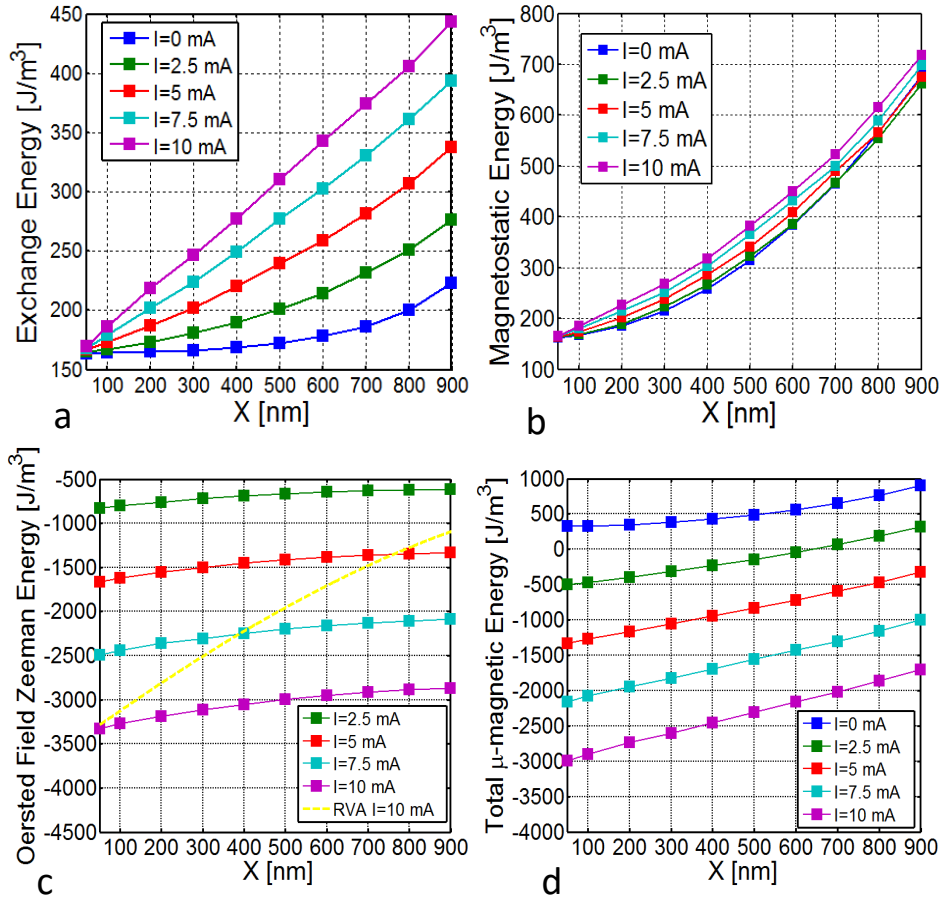 Exchange Energy [J/m³]
450
400
350
300
250
200
150
I=0 mA
I=2.5 mA
I=5 mA
I=7.5 mA
I=10 mA
100 200 300 400 500 600 700 800 900
X [nm]
a
Magnetostatic Energy [J/m³]
800
700
600
500
400
300
200
100
I=0 mA
I=2.5 mA
I=5 mA
I=7.5 mA
I=10 mA
100 200 300 400 500 600 700 800 900
X [nm]
b
Oersted Field Zeeman Energy [J/m³]
-500
-1000
-1500
-2000
-2500
-3000
-3500
-4000
-4500
I=2.5 mA
I=5 mA
I=7.5 mA
I=10 mA
RVA I=10 mA
100 200 300 400 500 600 700 800 900
X [nm]
c
Total μ-magnetic Energy [J/m³]
1000
500
0
-500
-1000
-1500
-2000
-2500
-3000
-3500
-4000
I=0 mA
I=2.5 mA
I=5 mA
I=7.5 mA
I=10 mA
100 200 300 400 500 600 700 800 900
X [nm]
d